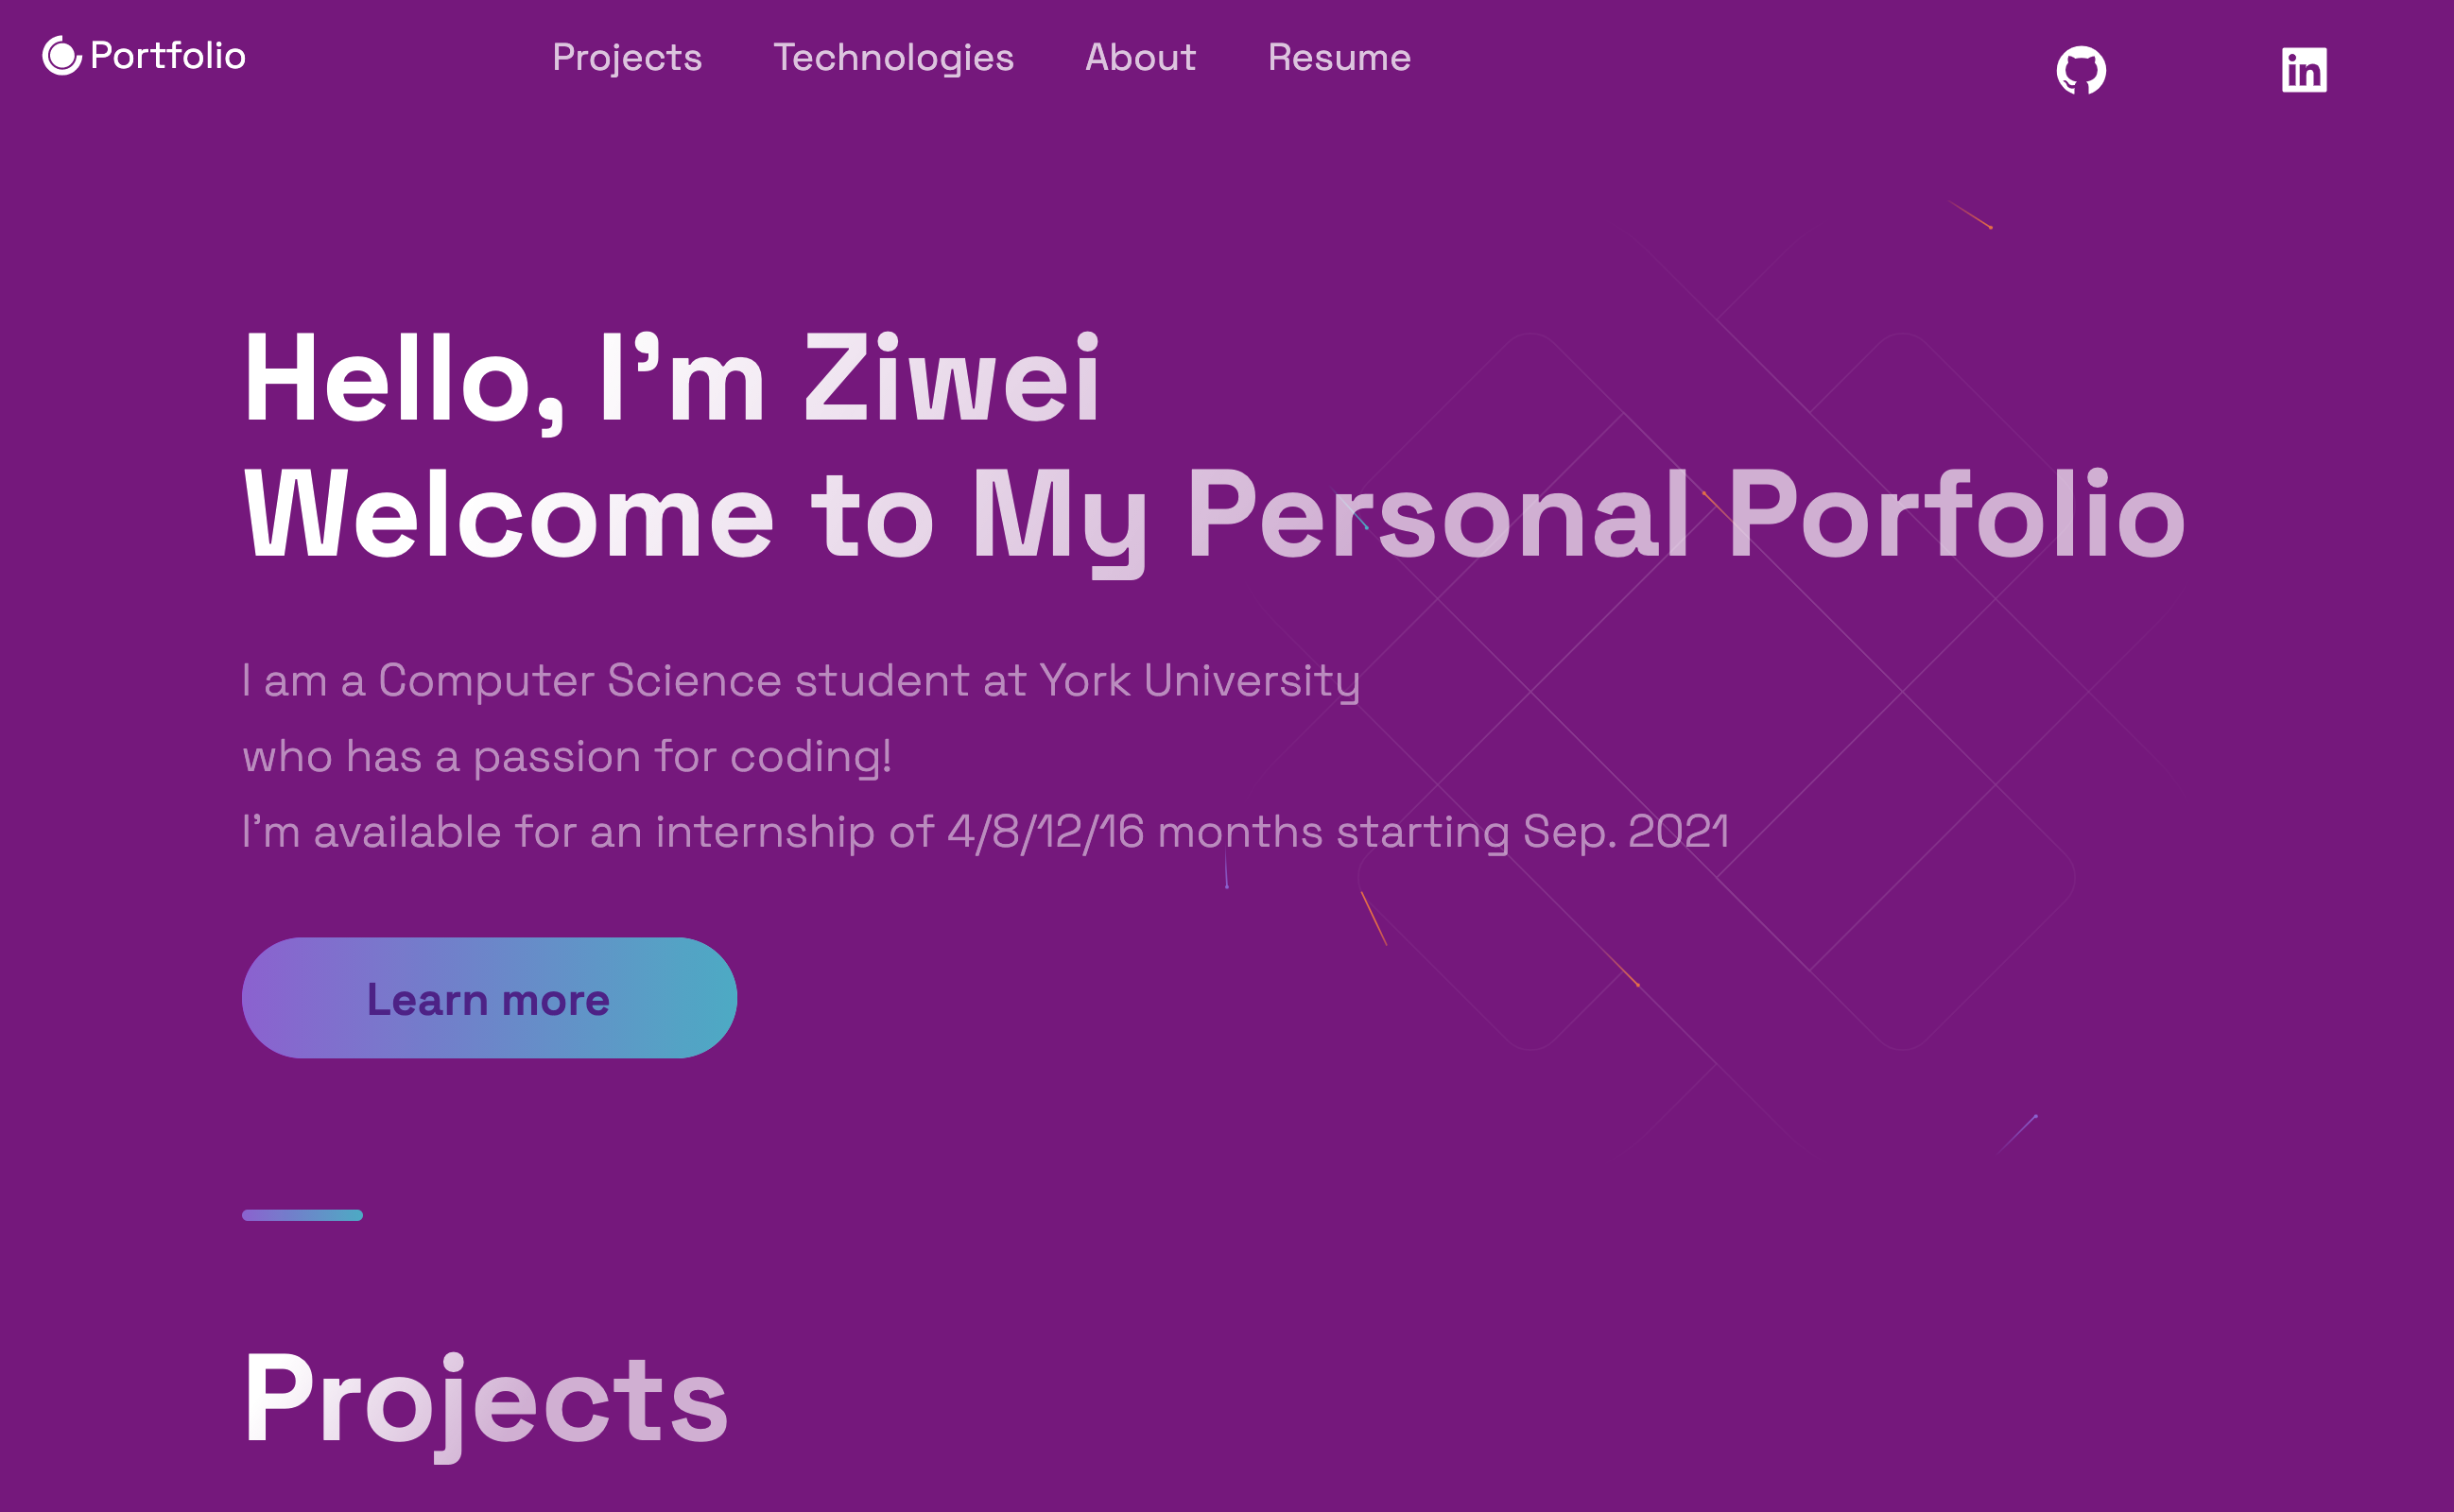 Portfolio
Projects Technologies About Resume
in
Hello, I’m Ziwei
Welcome to My Personal Porfolio
I am a Computer Science student at York University
who has a passion for coding!
I’m available for an internship of 4/8/12/16 months starting Sep. 2021
Learn more
Projects